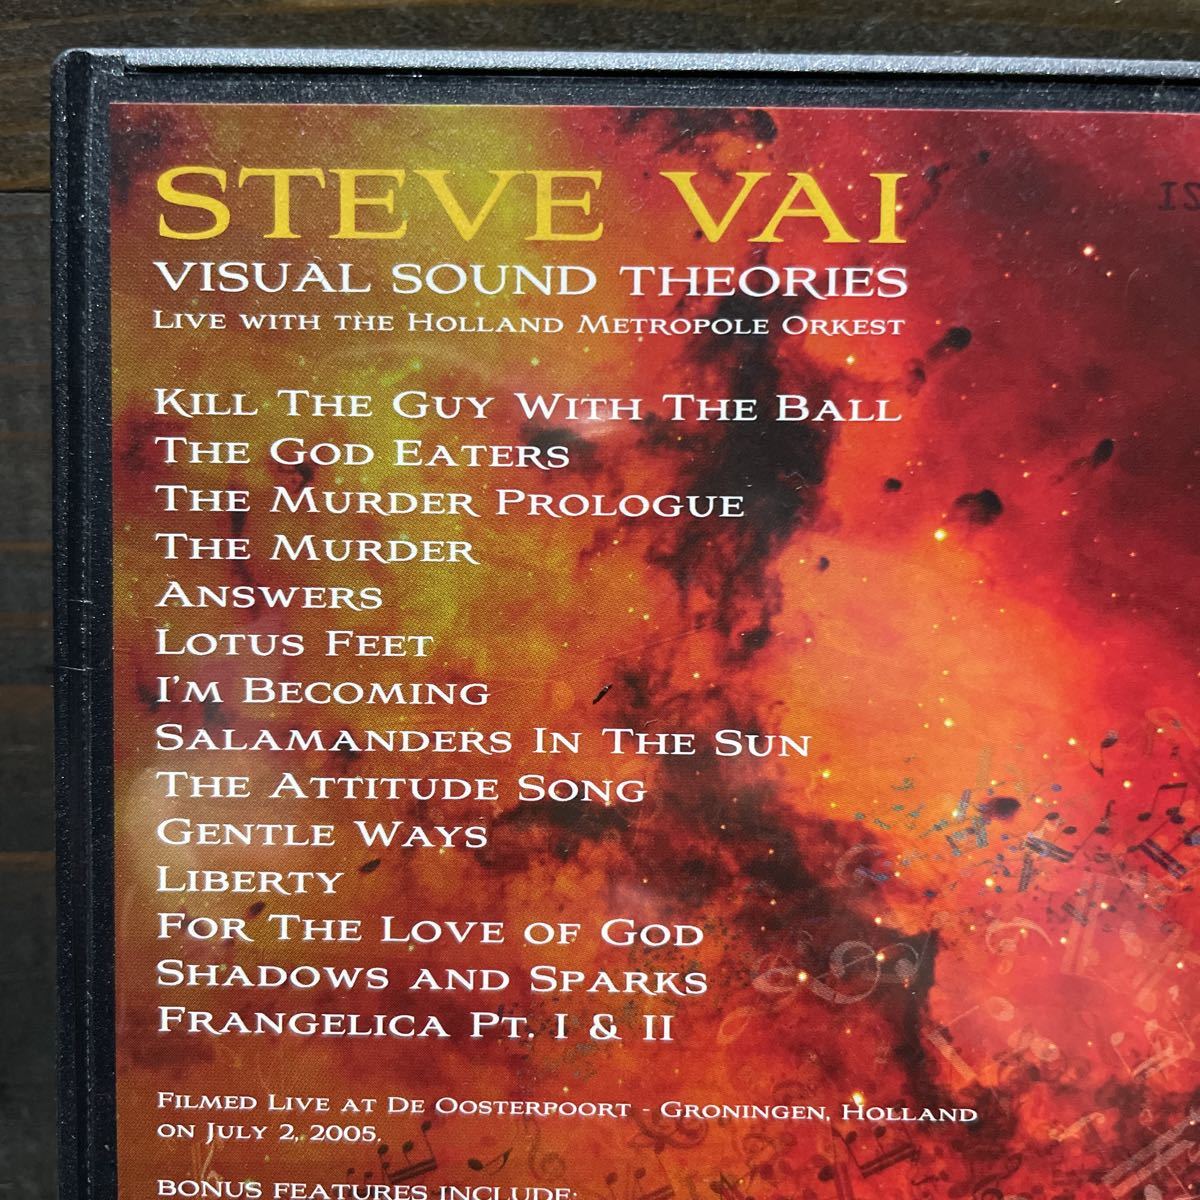 STEVE VAI
VISUAL SOUND THEORIES
LIVE WITH THE HOLLAND METROPOLE ORKEST
KILL THE GUY WITH THE BALL
THE GOD EATERS
THE MURDER PROLOGUE
THE MURDER
ANSWERS
LOTUS FEET
I'M BECOMING
SALAMANDERS IN THE SUN
THE ATTITUDE SONG
GENTLE WAYS
LIBERTY
FOR THE LOVE OF GOD
SHADOWS AND SPARKS
FRANGELICA PT. I & II
FILMED LIVE AT DE OOSTERPOORT - GRONINGEN, HOLLAND
ON JULY 2, 2005.
BONUS FEATURES INCLUDE: